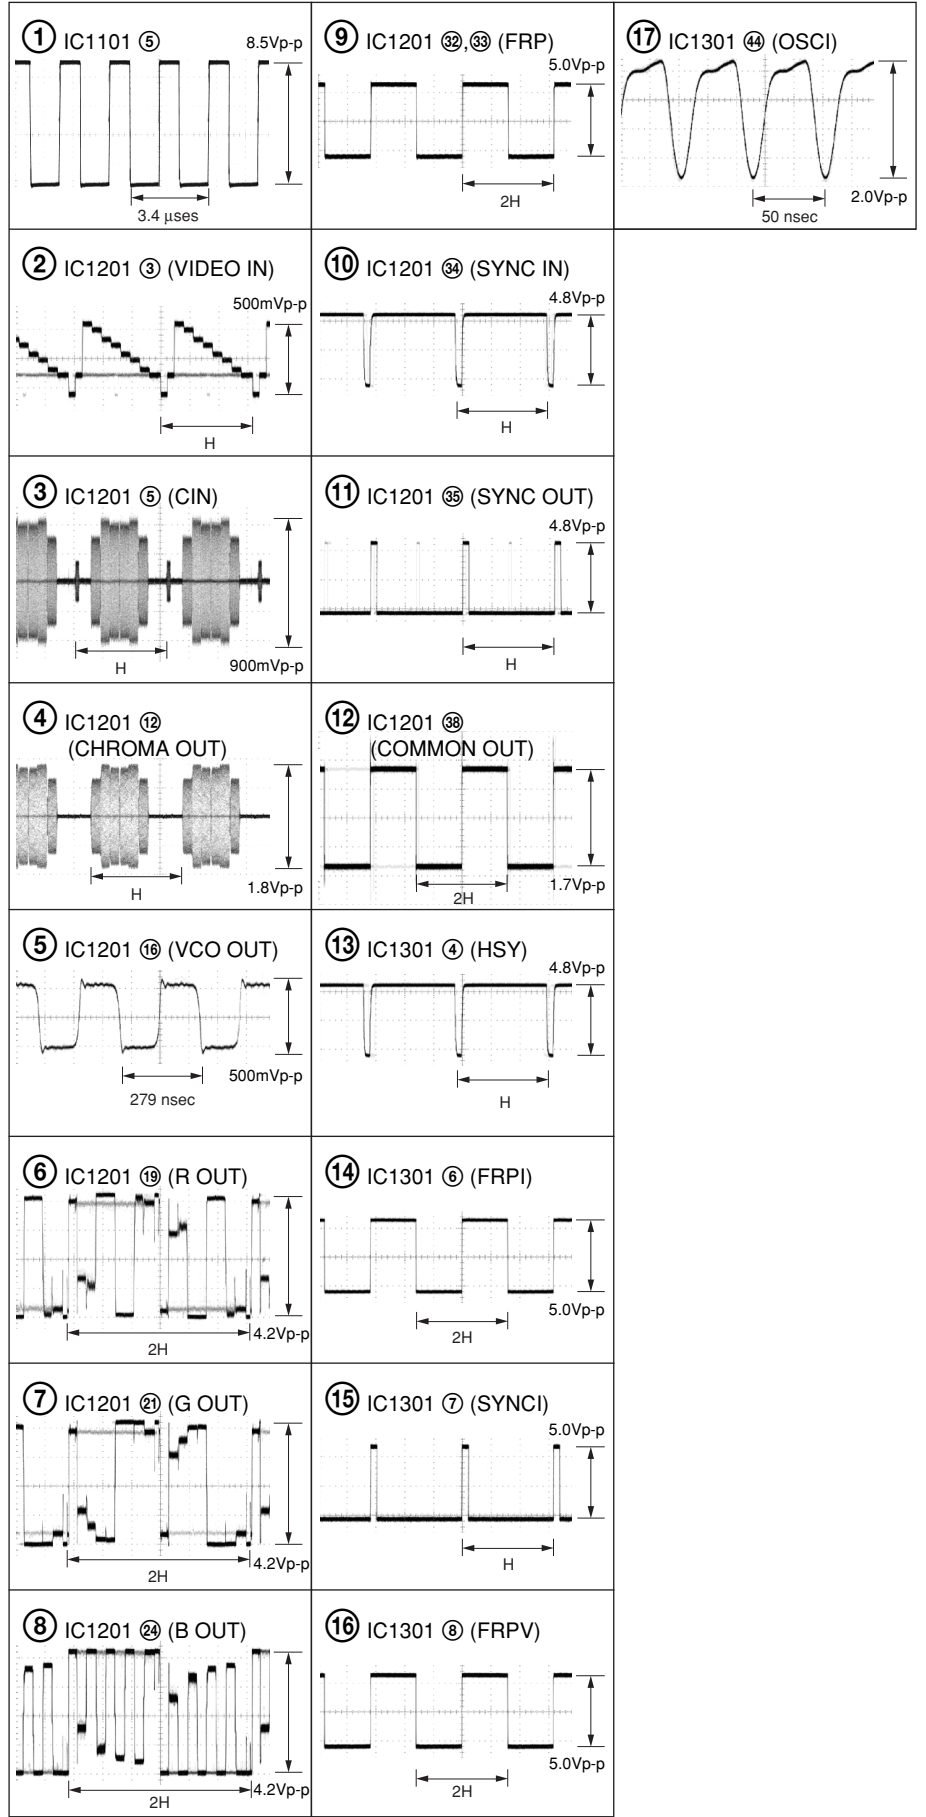 ① IC1101 ⑤
8.5Vp-p
3.4 μses
② IC1201 ③ (VIDEO IN)
500mVp-p
H
③ IC1201 ⑤ (CIN)
H
900mVp-p
④ IC1201 ⑫
(CHROMA OUT)
H
1.8Vp-p
⑤ IC1201 ⑯ (VCO OUT)
500mVp-p
279 nsec
⑥ IC1201 ⑲ (R OUT)
4.2Vp-p
2H
⑦ IC1201 ㉑ (G OUT)
4.2Vp-p
2H
⑧ IC1201 ㉔ (B OUT)
4.2Vp-p
2H
⑨ IC1201 ㉜,㉝ (FRP)
5.0Vp-p
2H
⑩ IC1201 ㉞ (SYNC IN)
4.8Vp-p
H
⑪ IC1201 ㉟ (SYNC OUT)
4.8Vp-p
H
⑫ IC1201 ㊳
(COMMON OUT)
1.7Vp-p
2H
⑬ IC1301 ④ (HSY)
4.8Vp-p
H
⑭ IC1301 ⑥ (FRPI)
5.0Vp-p
2H
⑮ IC1301 ⑦ (SYNCI)
5.0Vp-p
H
⑯ IC1301 ⑧ (FRPV)
5.0Vp-p
2H
⑰ IC1301 ㊹ (OSCI)
2.0Vp-p
50 nsec